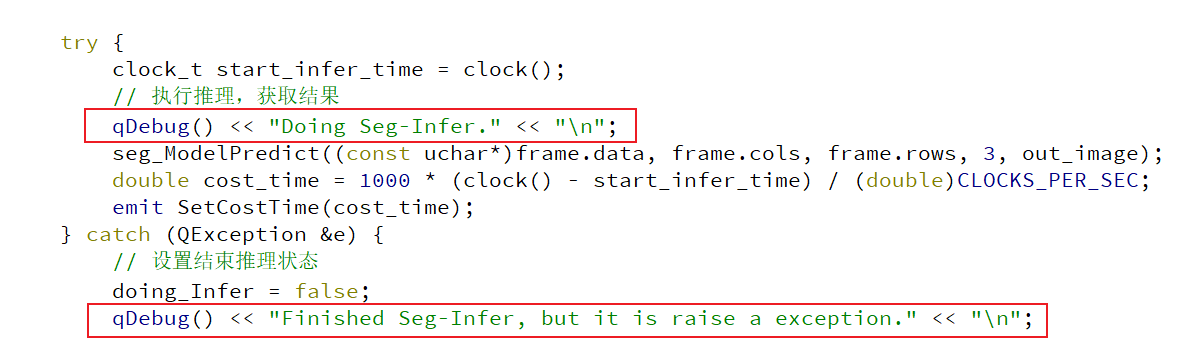 try {
    clock_t start_infer_time = clock();
    // 执行推理，获取结果
    qDebug() << "Doing Seg-Infer." << "\n";
    seg_ModelPredict((const uchar*)frame.data, frame.cols, frame.rows, 3, out_image);
    double cost_time = 1000 * (clock() - start_infer_time) / (double)CLOCKS_PER_SEC;
    emit SetCostTime(cost_time);
} catch (QException &e) {
    // 设置结束推理状态
    doing_Infer = false;
    qDebug() << "Finished Seg-Infer, but it is raise a exception." << "\n";